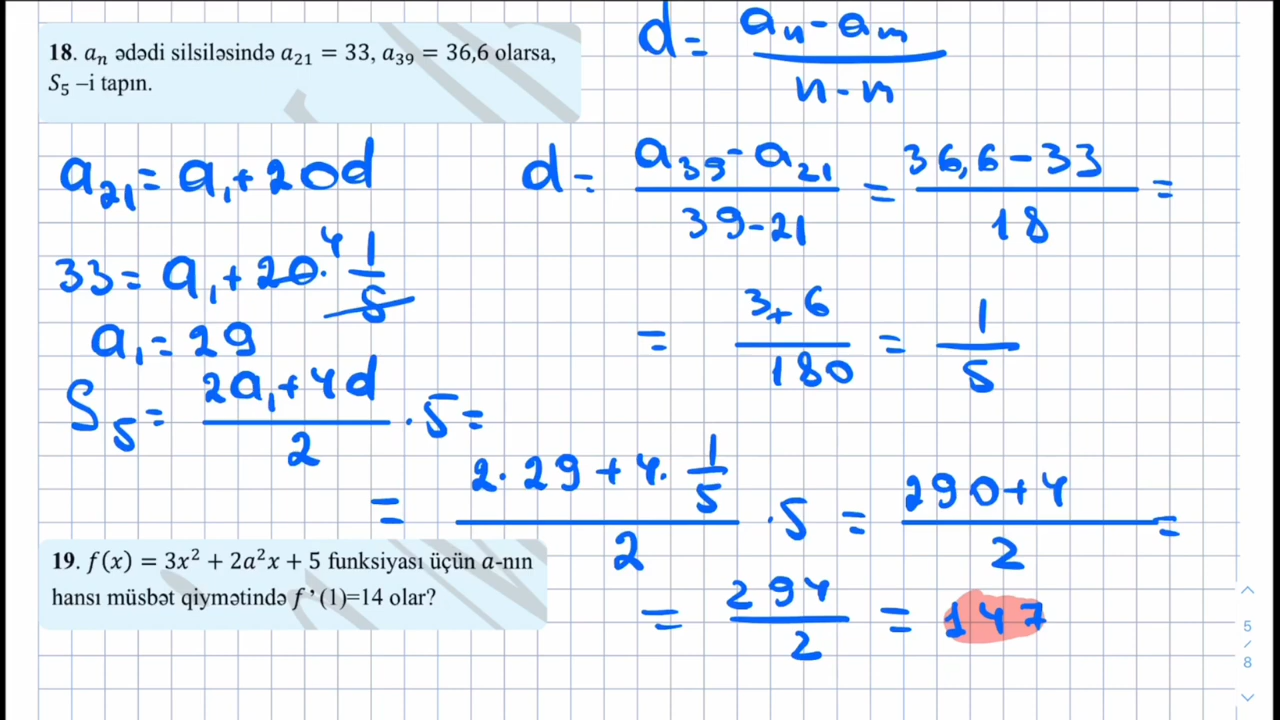 18. aₙ ədədi silsiləsində a₂₁ = 33, a₃₉ = 36,6 olarsa,
S₅ –i tapın.
d = (aₙ - aₘ) / (n - m)
a₂₁ = a₁ + 20d
d = (a₃₉ - a₂₁) / (39 - 21) = (36,6 - 33) / 18 =
33 = a₁ + 20 · 4 1/5
= 3,6 / 180 = 1/5
a₁ = 29
S₅ = (2a₁ + 4d) / 2 · 5 =
= (2 · 29 + 4 · 1/5) / 2 · 5 = (290 + 4) / 2 =
= 294 / 2 = 147
19. f(x) = 3x² + 2a²x + 5 funksiyası üçün a-nın
hansı müsbət qiymətində f ’ (1)=14 olar?
5
/
8